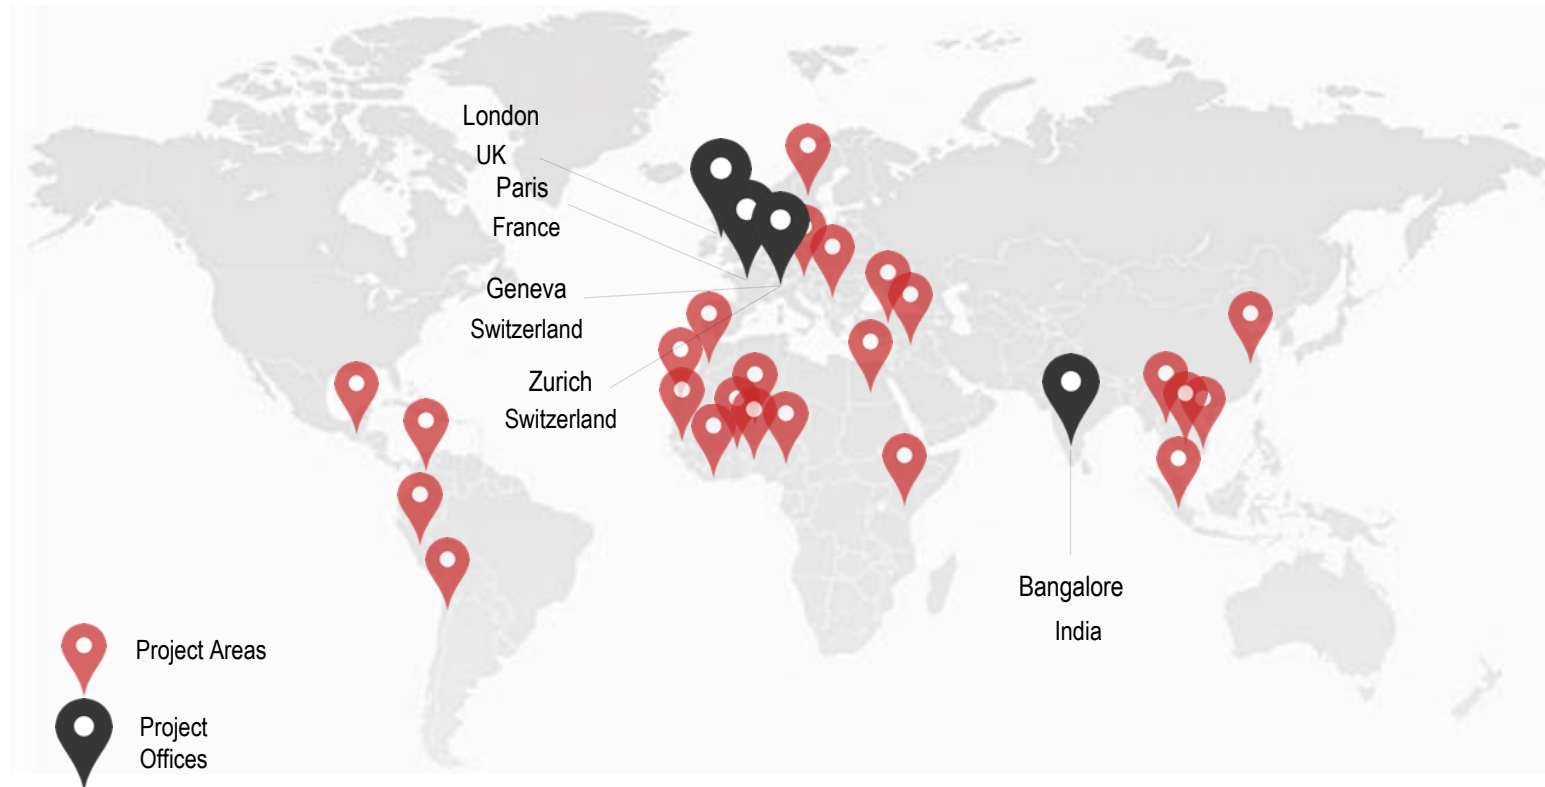 London
UK
Paris
France
Geneva
Switzerland
Zurich
Switzerland
Bangalore
India
Project Areas
Project
Offices